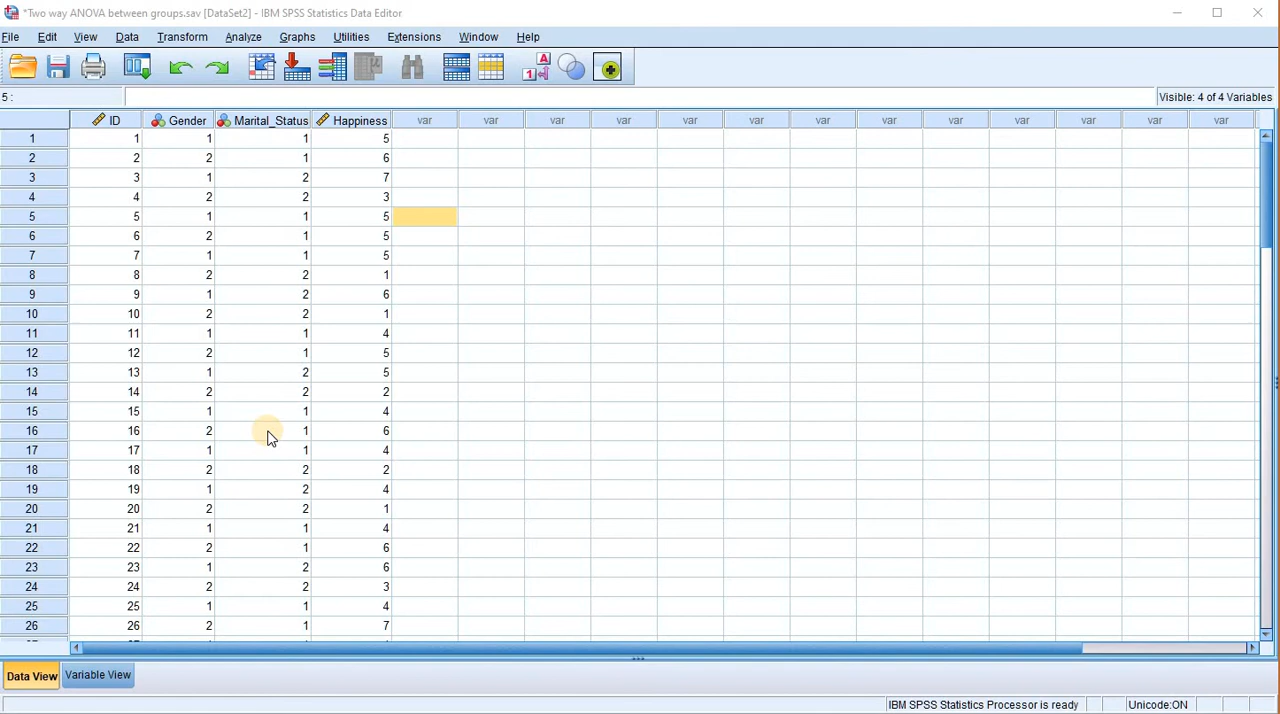 *Two way ANOVA between groups.sav [DataSet2] - IBM SPSS Statistics Data Editor
File Edit View Data Transform Analyze Graphs Utilities Extensions Window Help
5 : Visible: 4 of 4 Variables
ID Gender Marital_Status Happiness var var var var var var var var var var var var var
1 1 1 1 5
2 2 2 1 6
3 3 1 2 7
4 4 2 2 3
5 5 1 1 5
6 6 2 1 5
7 7 1 1 5
8 8 2 2 1
9 9 1 2 6
10 10 2 2 1
11 11 1 1 4
12 12 2 1 5
13 13 1 2 5
14 14 2 2 2
15 15 1 1 4
16 16 2 1 6
17 17 1 1 4
18 18 2 2 2
19 19 1 2 4
20 20 2 2 1
21 21 1 1 4
22 22 2 1 6
23 23 1 2 6
24 24 2 2 3
25 25 1 1 4
26 26 2 1 7
Data View Variable View
IBM SPSS Statistics Processor is ready Unicode:ON